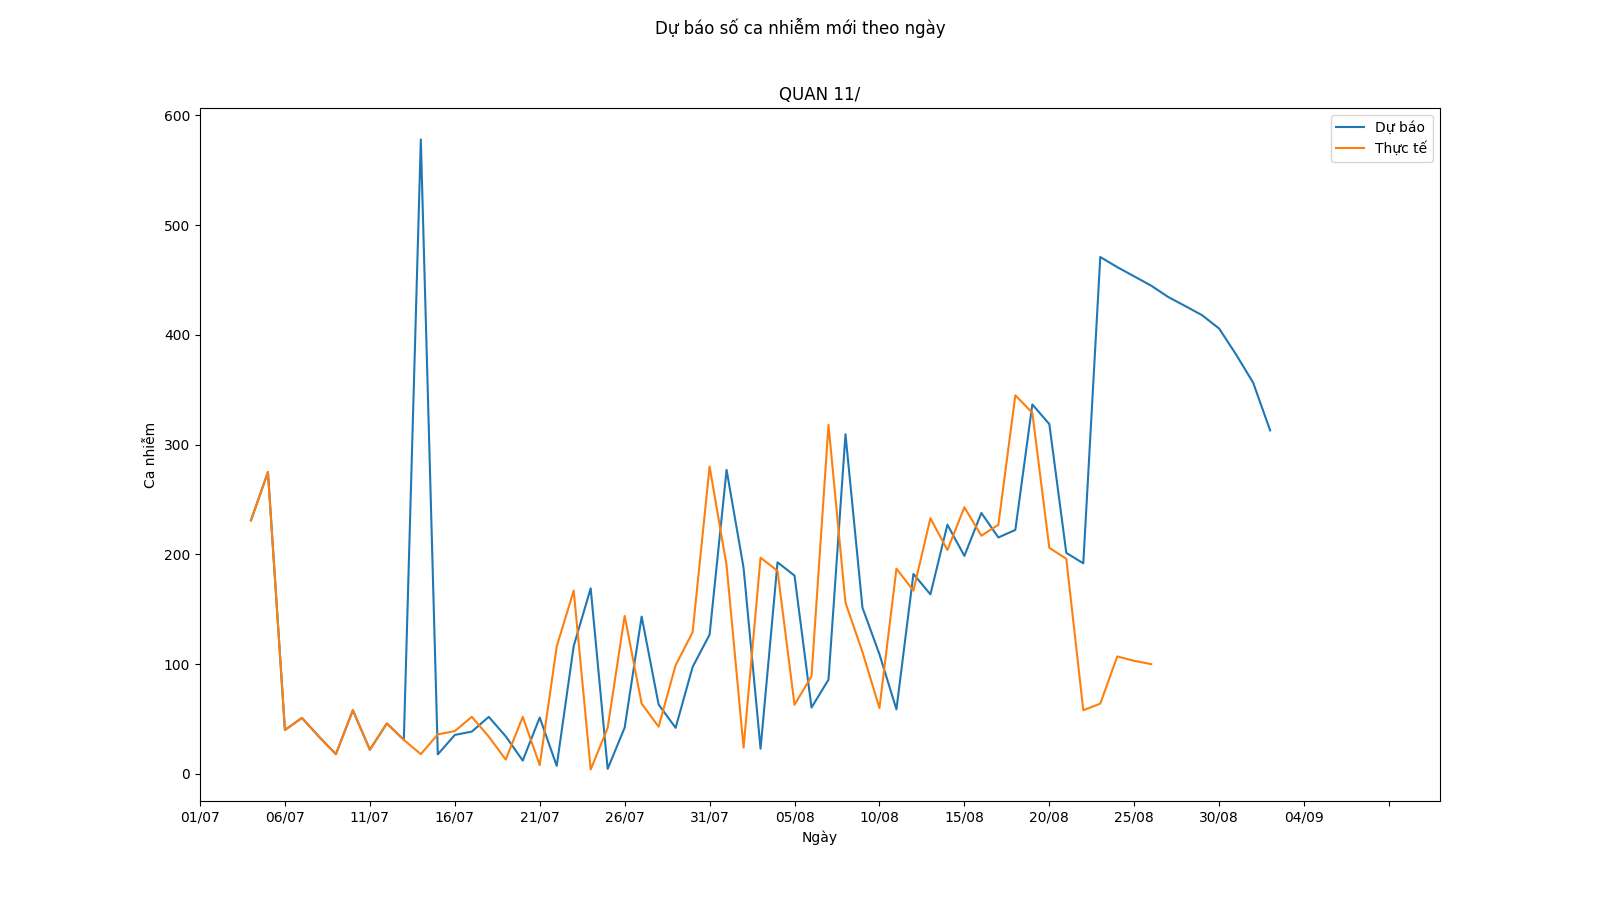 Dự báo số ca nhiễm mới theo ngày
QUAN 11/
Dự báo
Thực tế
Ca nhiễm
600
500
400
300
200
100
0
01/07 06/07 11/07 16/07 21/07 26/07 31/07 05/08 10/08 15/08 20/08 25/08 30/08 04/09
Ngày